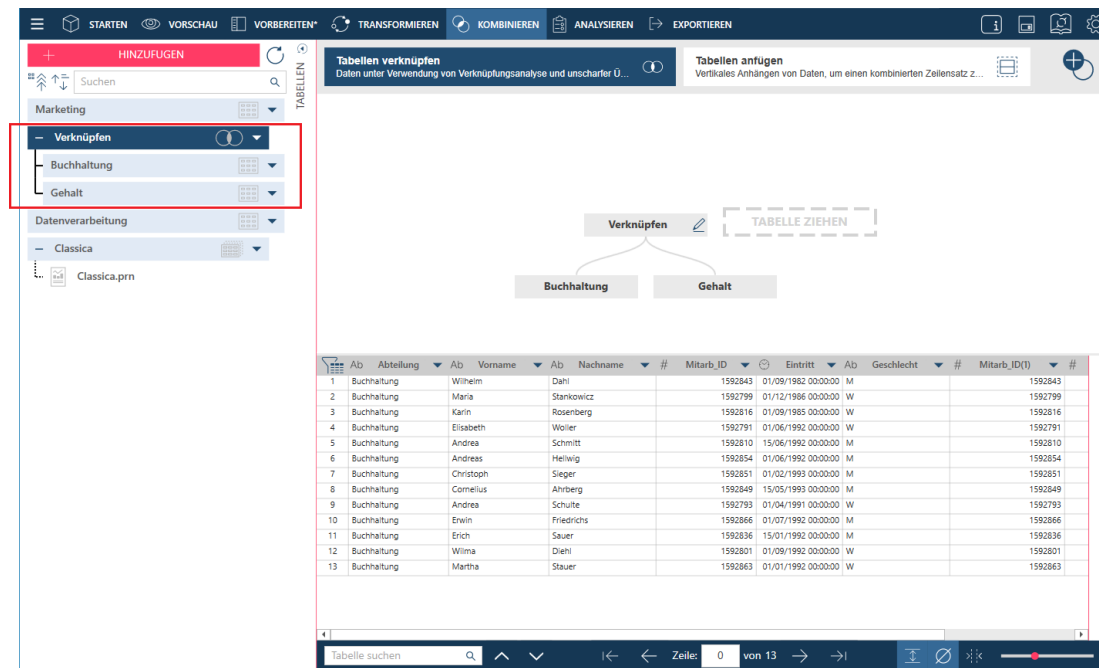 STARTEN VORSCHAU VORBEREITEN* TRANSFORMIEREN KOMBINIEREN ANALYSIEREN EXPORTIEREN
HINZUFUGEN
Suchen
TABELLEN
Marketing
Verknüpfen
Buchhaltung
Gehalt
Datenverarbeitung
Classica
Classica.prn
Tabellen verknüpfen
Daten unter Verwendung von Verknüpfungsanalyse und unscharfer Ü...
Tabellen anfügen
Vertikales Anhängen von Daten, um einen kombinierten Zeilensatz z...
Verknüpfen
TABELLE ZIEHEN
Buchhaltung Gehalt
Ab Abteilung Ab Vorname Ab Nachname # Mitarb_ID Eintritt Ab Geschlecht # Mitarb_ID(1) #
1 Buchhaltung Wilhelm Dahl 1592843 01/09/1982 00:00:00 M 1592843
2 Buchhaltung Maria Stankowicz 1592799 01/12/1986 00:00:00 W 1592799
3 Buchhaltung Karin Rosenberg 1592816 01/09/1985 00:00:00 W 1592816
4 Buchhaltung Elisabeth Woller 1592791 01/06/1992 00:00:00 W 1592791
5 Buchhaltung Andrea Schmitt 1592810 15/06/1992 00:00:00 M 1592810
6 Buchhaltung Andreas Hellwig 1592854 01/06/1992 00:00:00 M 1592854
7 Buchhaltung Christoph Sieger 1592851 01/02/1993 00:00:00 M 1592851
8 Buchhaltung Cornelius Ahrberg 1592849 15/05/1993 00:00:00 M 1592849
9 Buchhaltung Andrea Schulte 1592793 01/04/1991 00:00:00 W 1592793
10 Buchhaltung Erwin Friedrichs 1592866 01/07/1992 00:00:00 M 1592866
11 Buchhaltung Erich Sauer 1592836 15/01/1992 00:00:00 M 1592836
12 Buchhaltung Wilma Diehl 1592801 01/09/1992 00:00:00 W 1592801
13 Buchhaltung Martha Stauer 1592863 01/01/1992 00:00:00 W 1592863
Tabelle suchen Zeile: 0 von 13